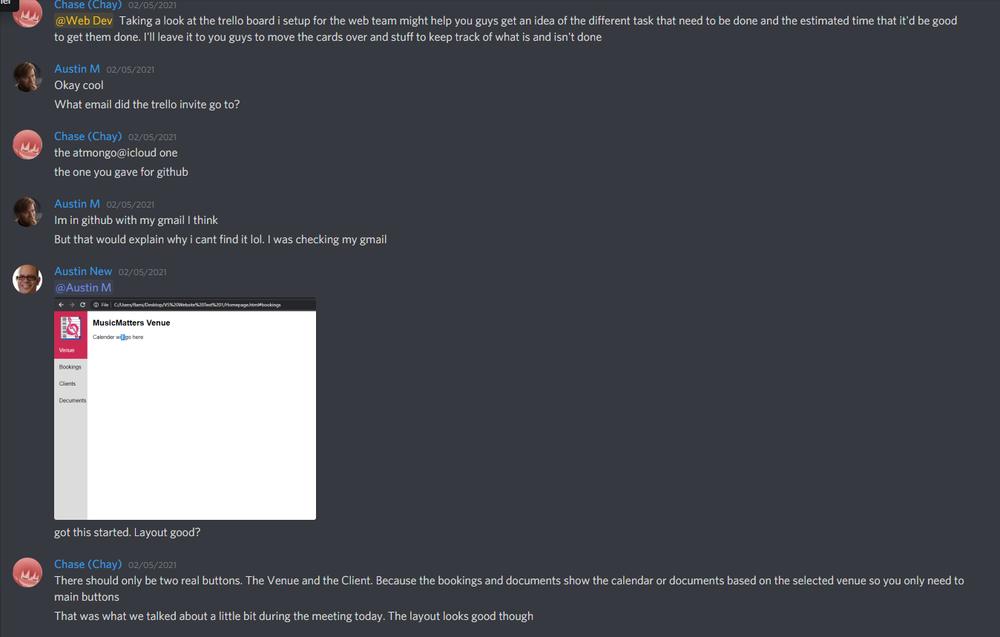 Chase (Chay) 02/05/2021
@Web Dev Taking a look at the trello board i setup for the web team might help you guys get an idea of the different task that need to be done and the estimated time that it'd be good
to get them done. I'll leave it to you guys to move the cards over and stuff to keep track of what is and isn't done
Austin M 02/05/2021
Okay cool
What email did the trello invite go to?
Chase (Chay) 02/05/2021
the atmongo@icloud one
the one you gave for github
Austin M 02/05/2021
Im in github with my gmail I think
But that would explain why i cant find it lol. I was checking my gmail
Austin New 02/05/2021
@Austin M
File C:/Users/flami/Desktop/VS%20Website%20Test%201/Homepage.html#bookings
MusicMatters Venue
Calender will go here
Venue
Bookings
Clients
Decuments
got this started. Layout good?
Chase (Chay) 02/05/2021
There should only be two real buttons. The Venue and the Client. Because the bookings and documents show the calendar or documents based on the selected venue so you only need to
main buttons
That was what we talked about a little bit during the meeting today. The layout looks good though